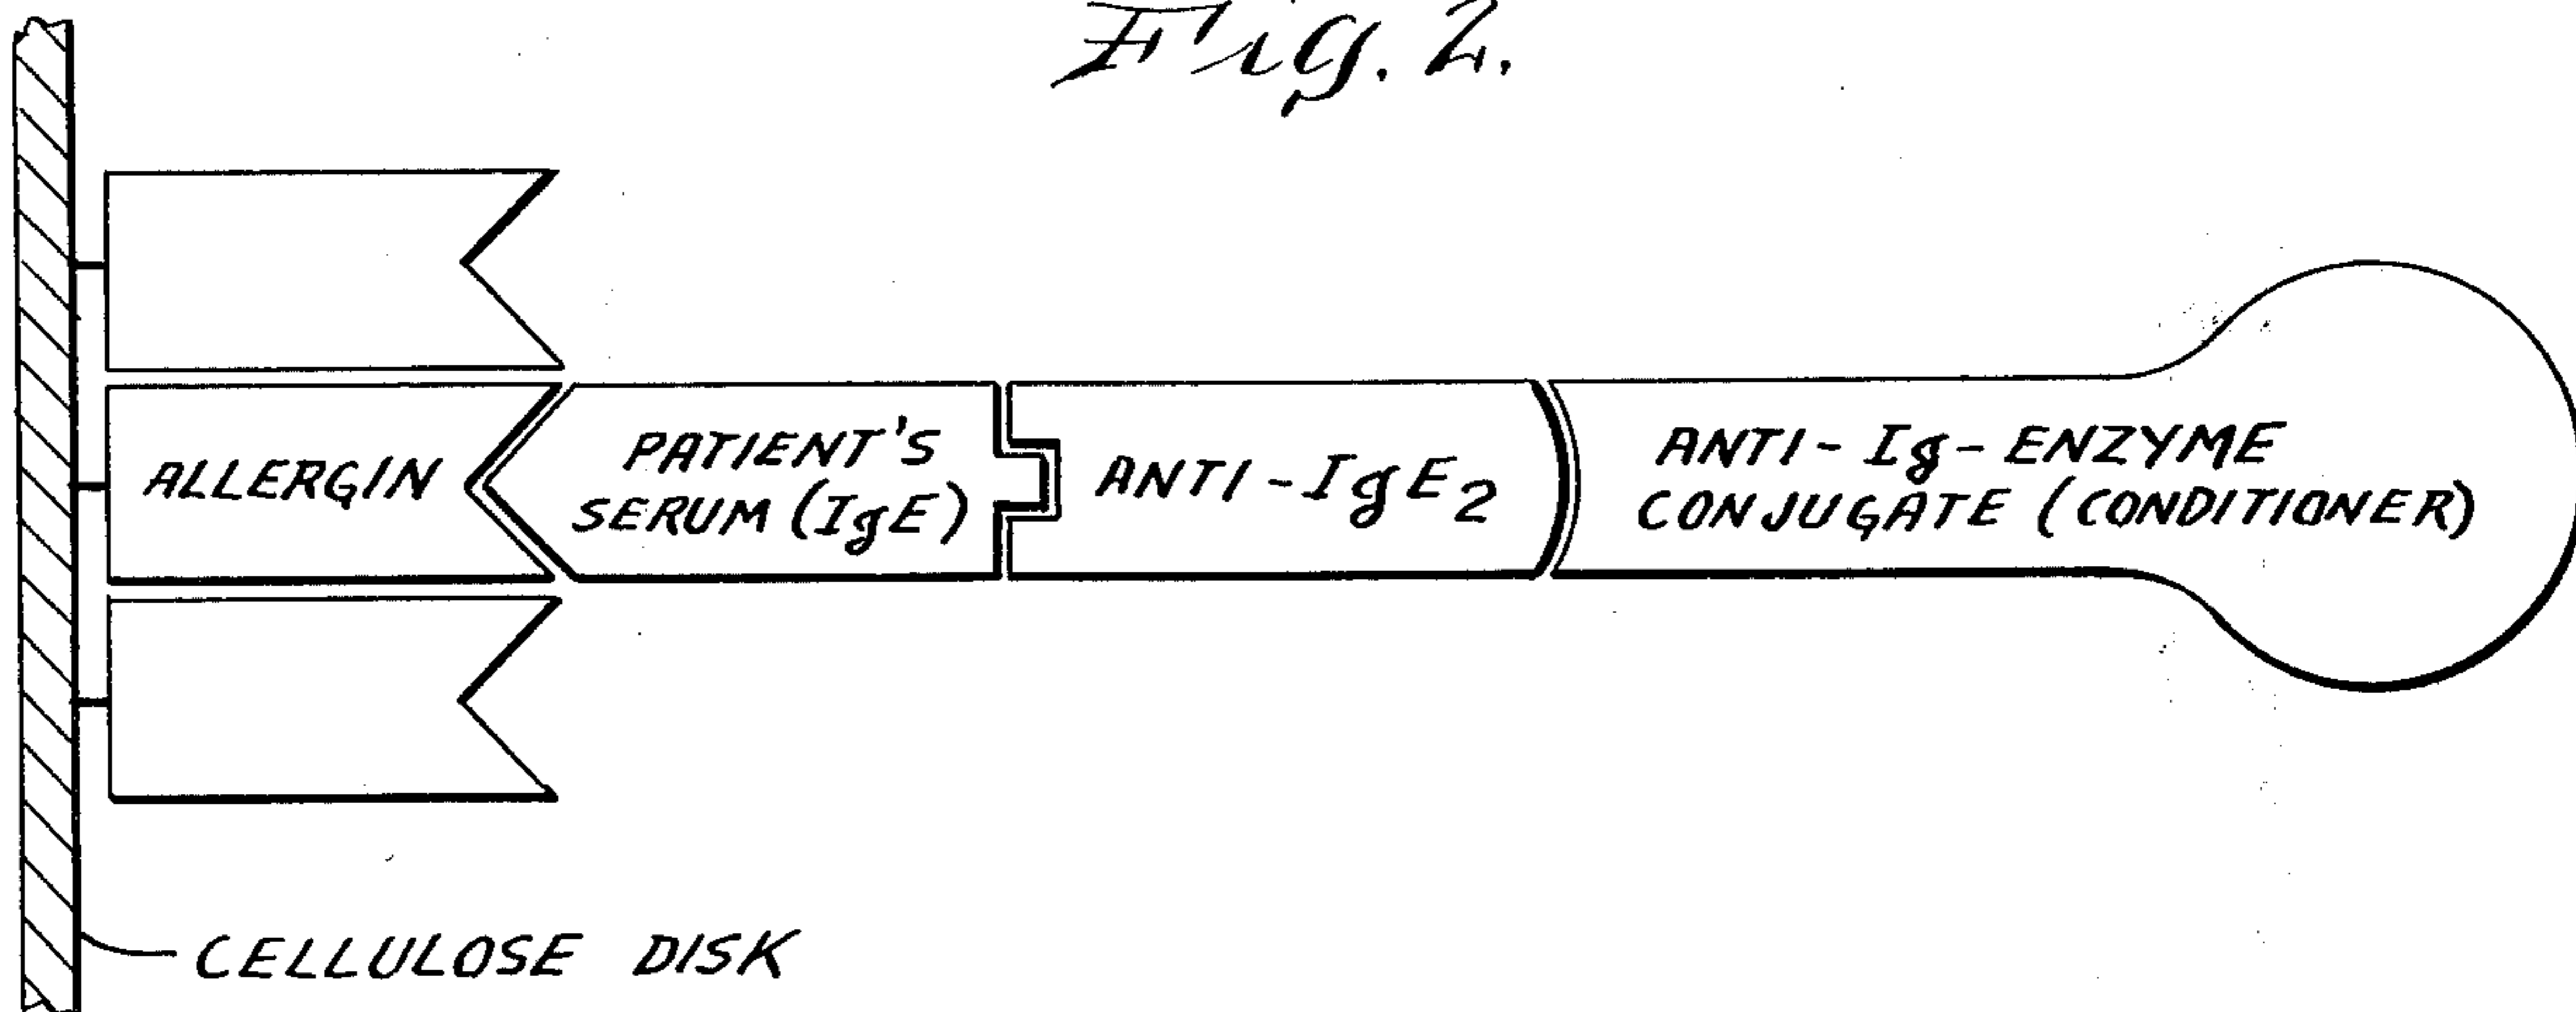 Fig. 2.
ALLERGIN
PATIENT'S
SERUM (IgE)
ANTI-IgE₂
ANTI-Ig-ENZYME
CONJUGATE (CONDITIONER)
CELLULOSE DISK